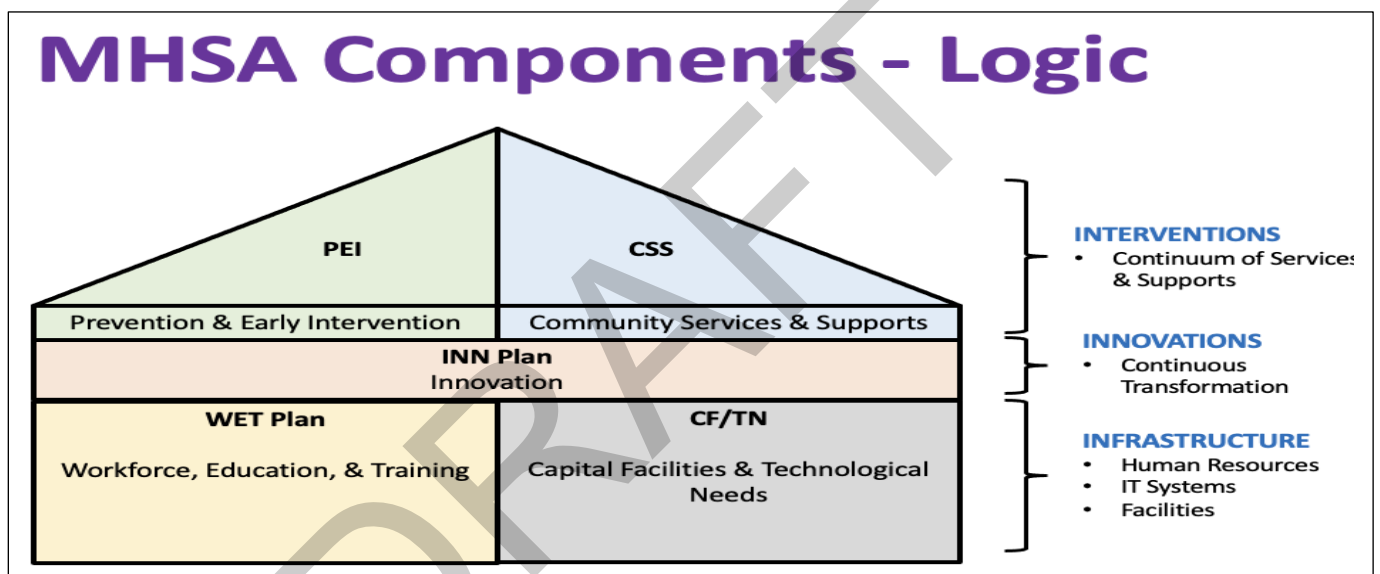 MHSA Components - Logic
PEI
CSS
Prevention & Early Intervention
Community Services & Supports
INN Plan
Innovation
WET Plan
Workforce, Education, & Training
CF/TN
Capital Facilities & Technological
Needs
INTERVENTIONS
• Continuum of Services
& Supports
INNOVATIONS
• Continuous
Transformation
INFRASTRUCTURE
• Human Resources
• IT Systems
• Facilities
DRAFT